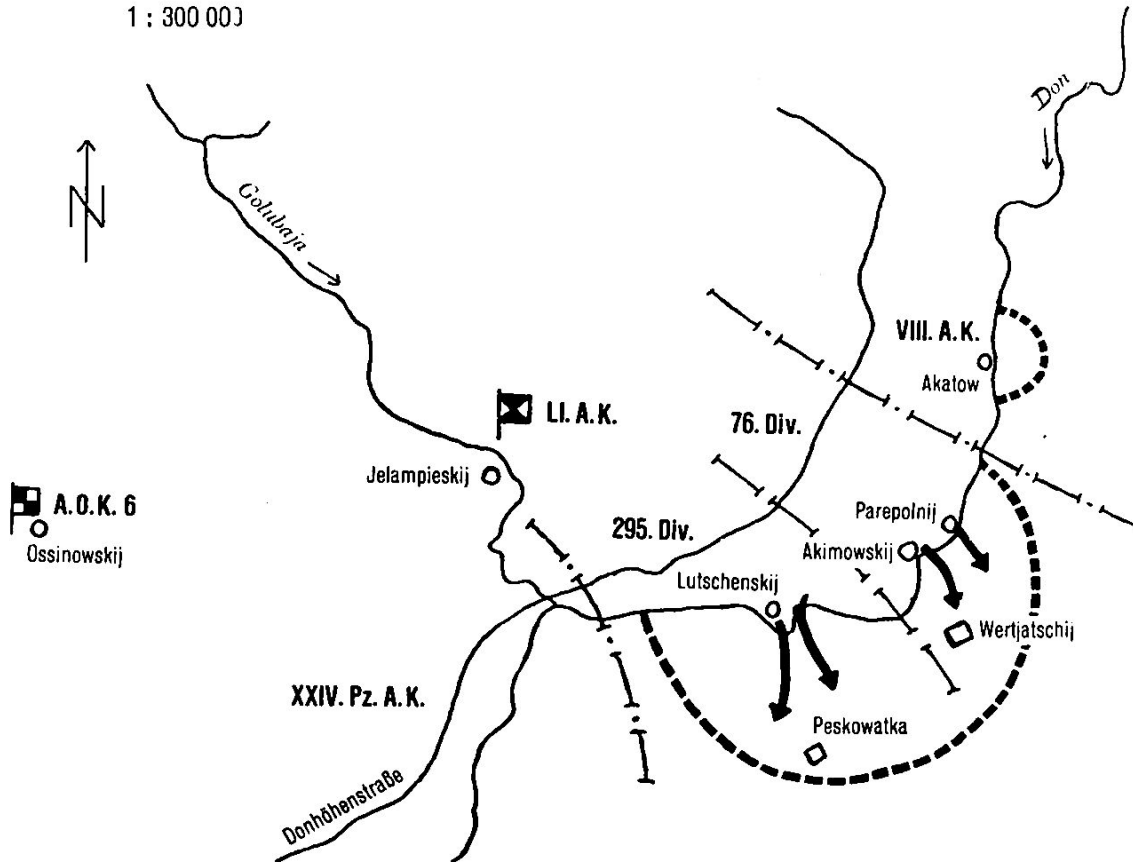 1 : 300 000
Don
N
Golubaja
VIII. A.K.
Akatow
LI. A.K.
76. Div.
Jelampieskij
A.O.K. 6
Ossinowskij
295. Div.
Parepolnij
Akimowskij
Lutschenskij
Wertjatschij
XXIV. Pz. A.K.
Peskowatka
Donhöhenstraße